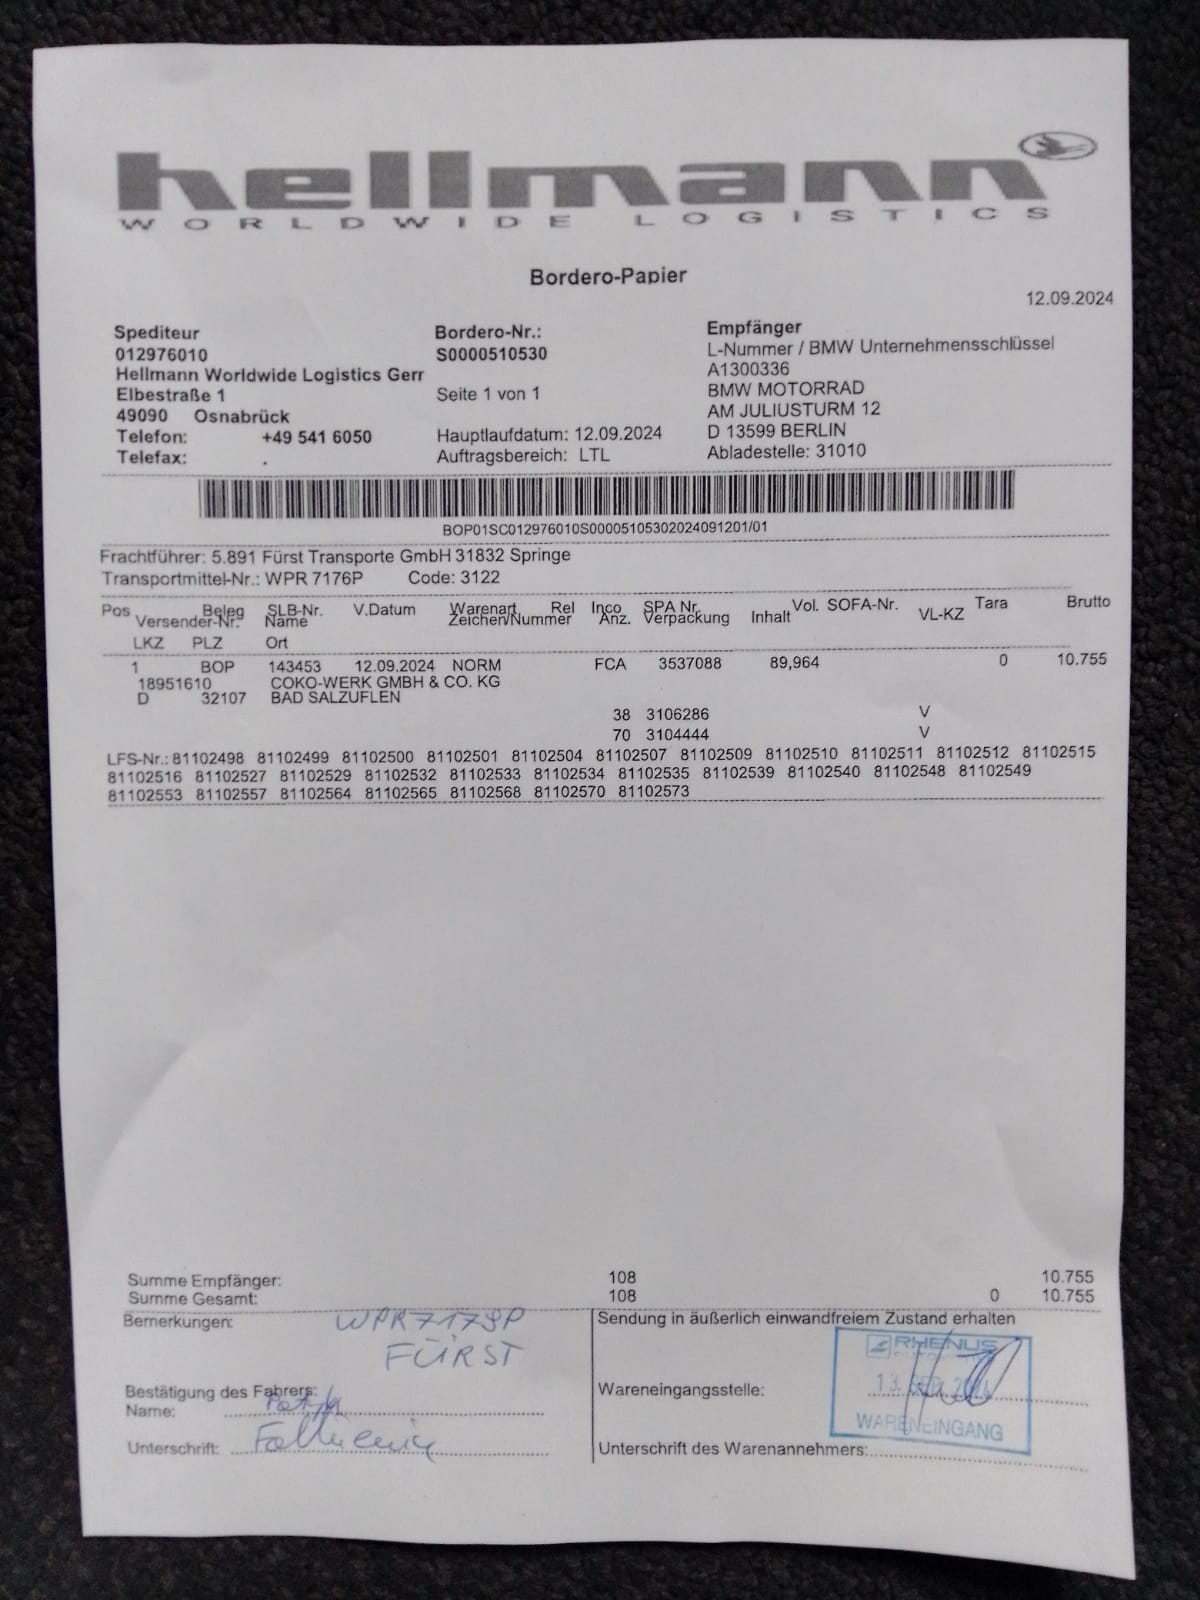 hellmann
WORLDWIDE LOGISTICS
Bordero-Papier
12.09.2024
Spediteur
012976010
Hellmann Worldwide Logistics Gerr
Elbestraße 1
49090 Osnabrück
Telefon: +49 541 6050
Telefax: .
Bordero-Nr.:
S0000510530
Seite 1 von 1
Hauptlaufdatum: 12.09.2024
Auftragsbereich: LTL
Empfänger
L-Nummer / BMW Unternehmensschlüssel
A1300336
BMW MOTORRAD
AM JULIUSTURM 12
D 13599 BERLIN
Abladestelle: 31010
BOP01SC012976010S00005105302024091201/01
Frachtführer: 5.891 Fürst Transporte GmbH 31832 Springe
Transportmittel-Nr.: WPR 7176P Code: 3122
Pos Beleg SLB-Nr. V.Datum Warenart Rel Inco SPA Nr. Vol. SOFA-Nr. Tara Brutto
Versender-Nr. Name Zeichen/Nummer Anz. Verpackung Inhalt VL-KZ
LKZ PLZ Ort
1 BOP 143453 12.09.2024 NORM FCA 3537088 89,964 0 10.755
18951610 COKO-WERK GMBH & CO. KG
D 32107 BAD SALZUFLEN
38 3106286 V
70 3104444 V
LFS-Nr.: 81102498 81102499 81102500 81102501 81102504 81102507 81102509 81102510 81102511 81102512 81102515
81102516 81102527 81102529 81102532 81102533 81102534 81102535 81102539 81102540 81102548 81102549
81102553 81102557 81102564 81102565 81102568 81102570 81102573
Summe Empfänger: 108 10.755
Summe Gesamt: 108 0 10.755
Bemerkungen:
FÜRST
Bestätigung des Fahrers:
Name:
Unterschrift:
Sendung in äußerlich einwandfreiem Zustand erhalten
RHENUS
Wareneingangsstelle:
WARENEINGANG
Unterschrift des Warenannehmers: